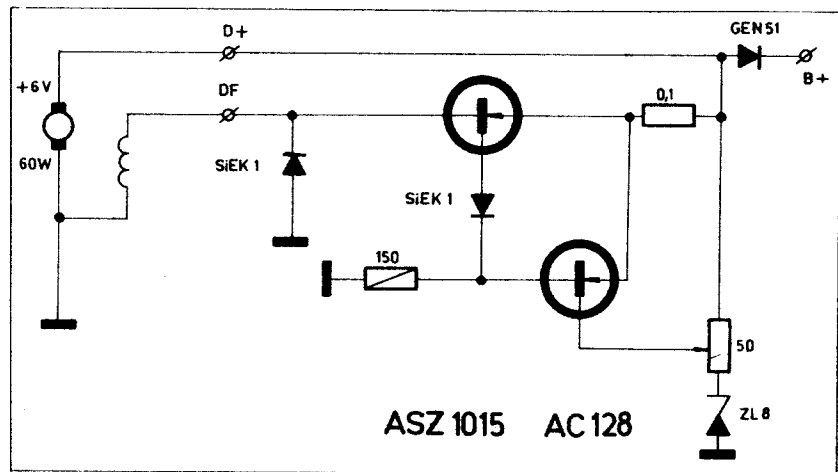 D+
GEN 51
B+
+6V
DF
0,1
60W
SiEK 1
SiEK 1
150
50
ZL 8
ASZ 1015 AC 128